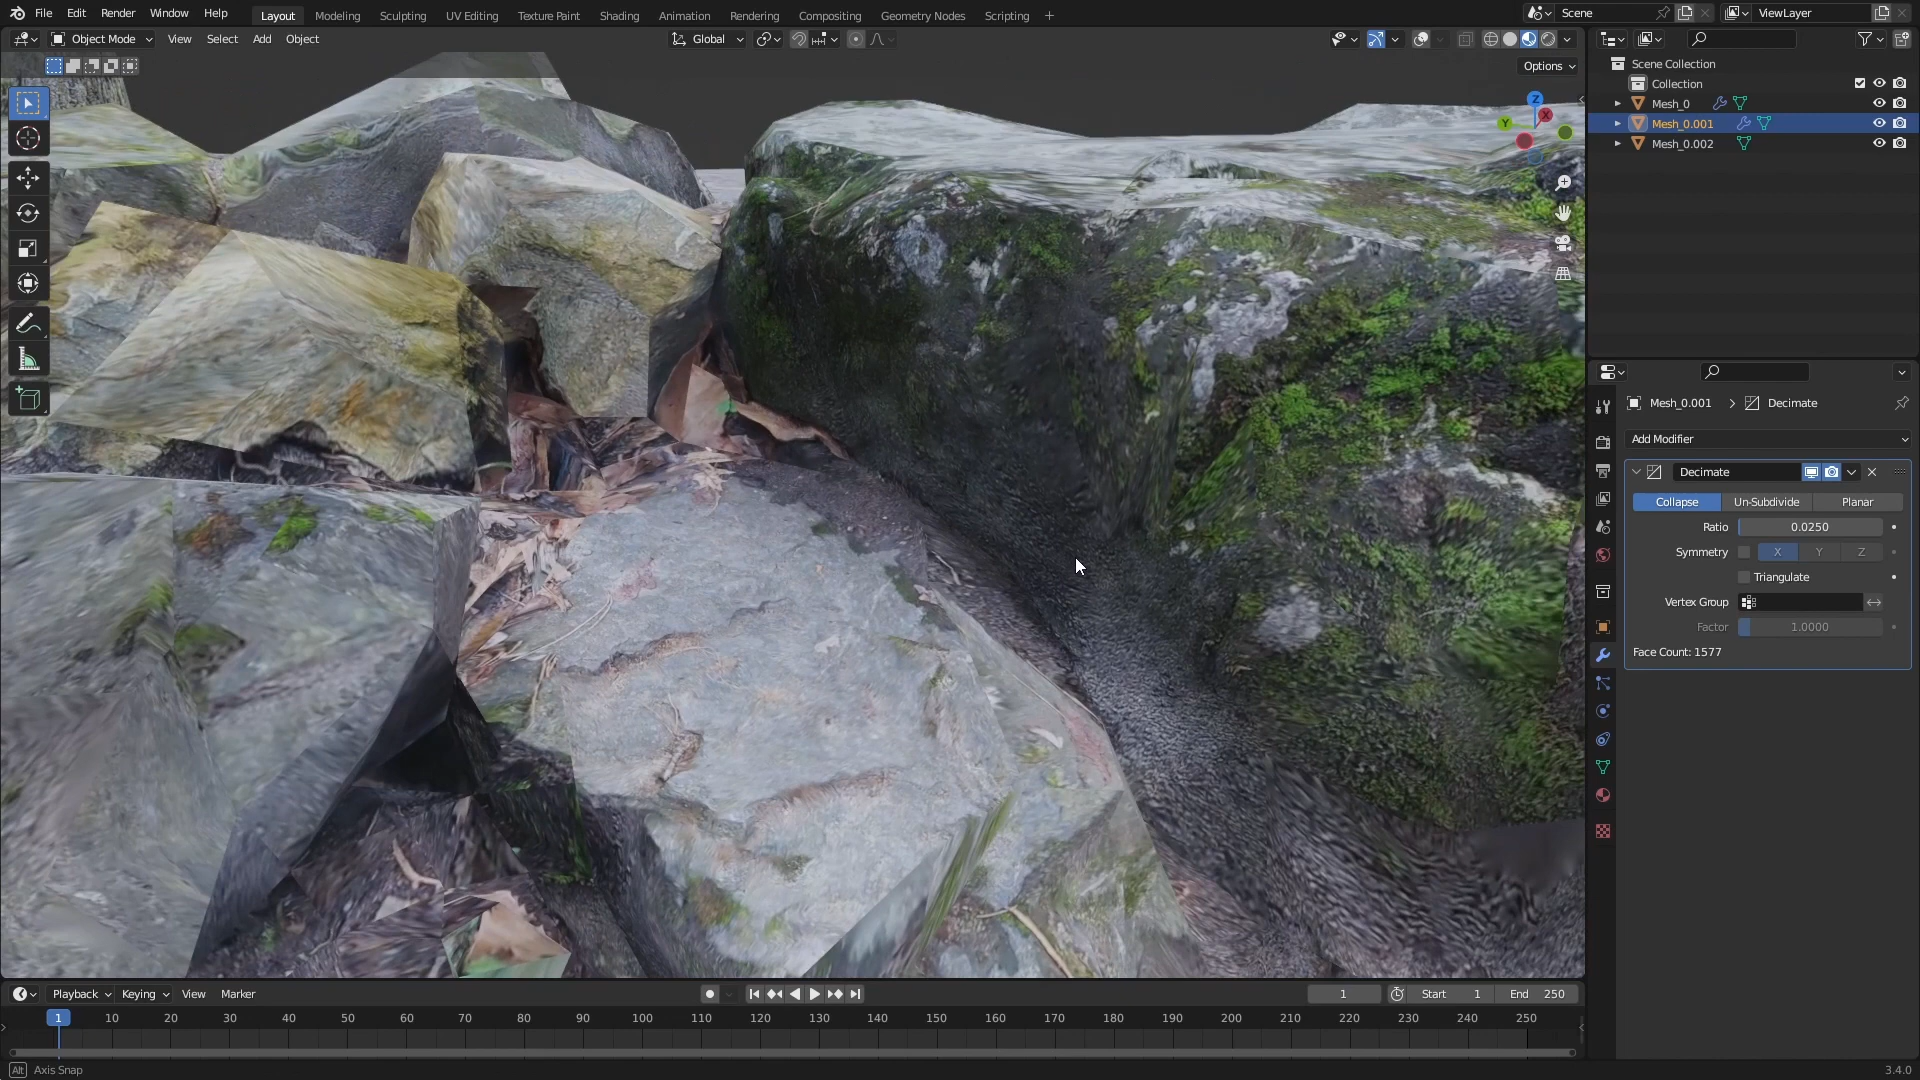 File Edit Render Window Help Layout Modeling Sculpting UV Editing Texture Paint Shading Animation Rendering Compositing Geometry Nodes Scripting + Scene ViewLayer
Object Mode View Select Add Object Global
Options
Z
X
Y
Scene Collection
Collection
Mesh_0
Mesh_0.001
Mesh_0.002
Mesh_0.001 > Decimate
Add Modifier
Decimate
Collapse Un-Subdivide Planar
Ratio 0.0250
Symmetry X Y Z
Triangulate
Vertex Group
Factor 1.0000
Face Count: 1577
Playback Keying View Marker 1 Start 1 End 250
1 10 20 30 40 50 60 70 80 90 100 110 120 130 140 150 160 170 180 190 200 210 220 230 240 250
Alt Axis Snap 3.4.0